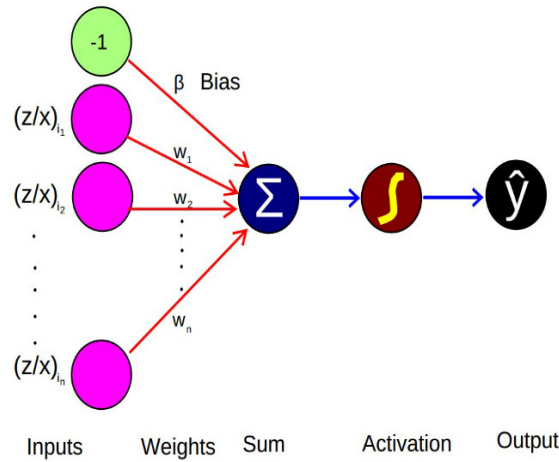 -1
β Bias
(z/x)i₁
w₁
(z/x)i₂
w₂
Σ
∫
ŷ
wₙ
(z/x)iₙ
Inputs Weights Sum Activation Output